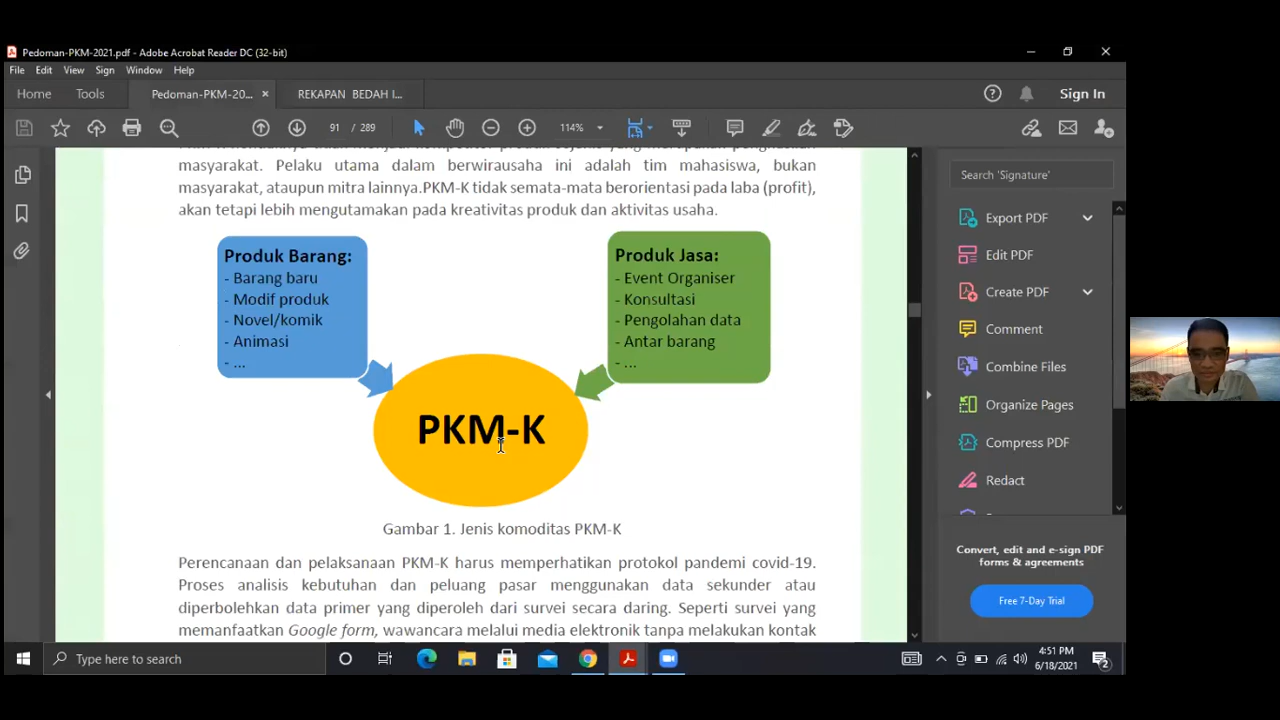 Pedoman-PKM-2021.pdf - Adobe Acrobat Reader DC (32-bit)
File Edit View Sign Window Help
Home Tools Pedoman-PKM-20... × REKAPAN BEDAH I... Sign In
91 / 289 114%
masyarakat. Pelaku utama dalam berwirausaha ini adalah tim mahasiswa, bukan
masyarakat, ataupun mitra lainnya.PKM-K tidak semata-mata berorientasi pada laba (profit),
akan tetapi lebih mengutamakan pada kreativitas produk dan aktivitas usaha.
Produk Barang:
- Barang baru
- Modif produk
- Novel/komik
- Animasi
- ...
Produk Jasa:
- Event Organiser
- Konsultasi
- Pengolahan data
- Antar barang
- ...
PKM-K
Gambar 1. Jenis komoditas PKM-K
Perencanaan dan pelaksanaan PKM-K harus memperhatikan protokol pandemi covid-19.
Proses analisis kebutuhan dan peluang pasar menggunakan data sekunder atau
diperbolehkan data primer yang diperoleh dari survei secara daring. Seperti survei yang
memanfaatkan Google form, wawancara melalui media elektronik tanpa melakukan kontak
Search 'Signature'
Export PDF
Edit PDF
Create PDF
Comment
Combine Files
Organize Pages
Compress PDF
Redact
Convert, edit and e-sign PDF
forms & agreements
Free 7-Day Trial
Type here to search
4:51 PM
6/18/2021
2